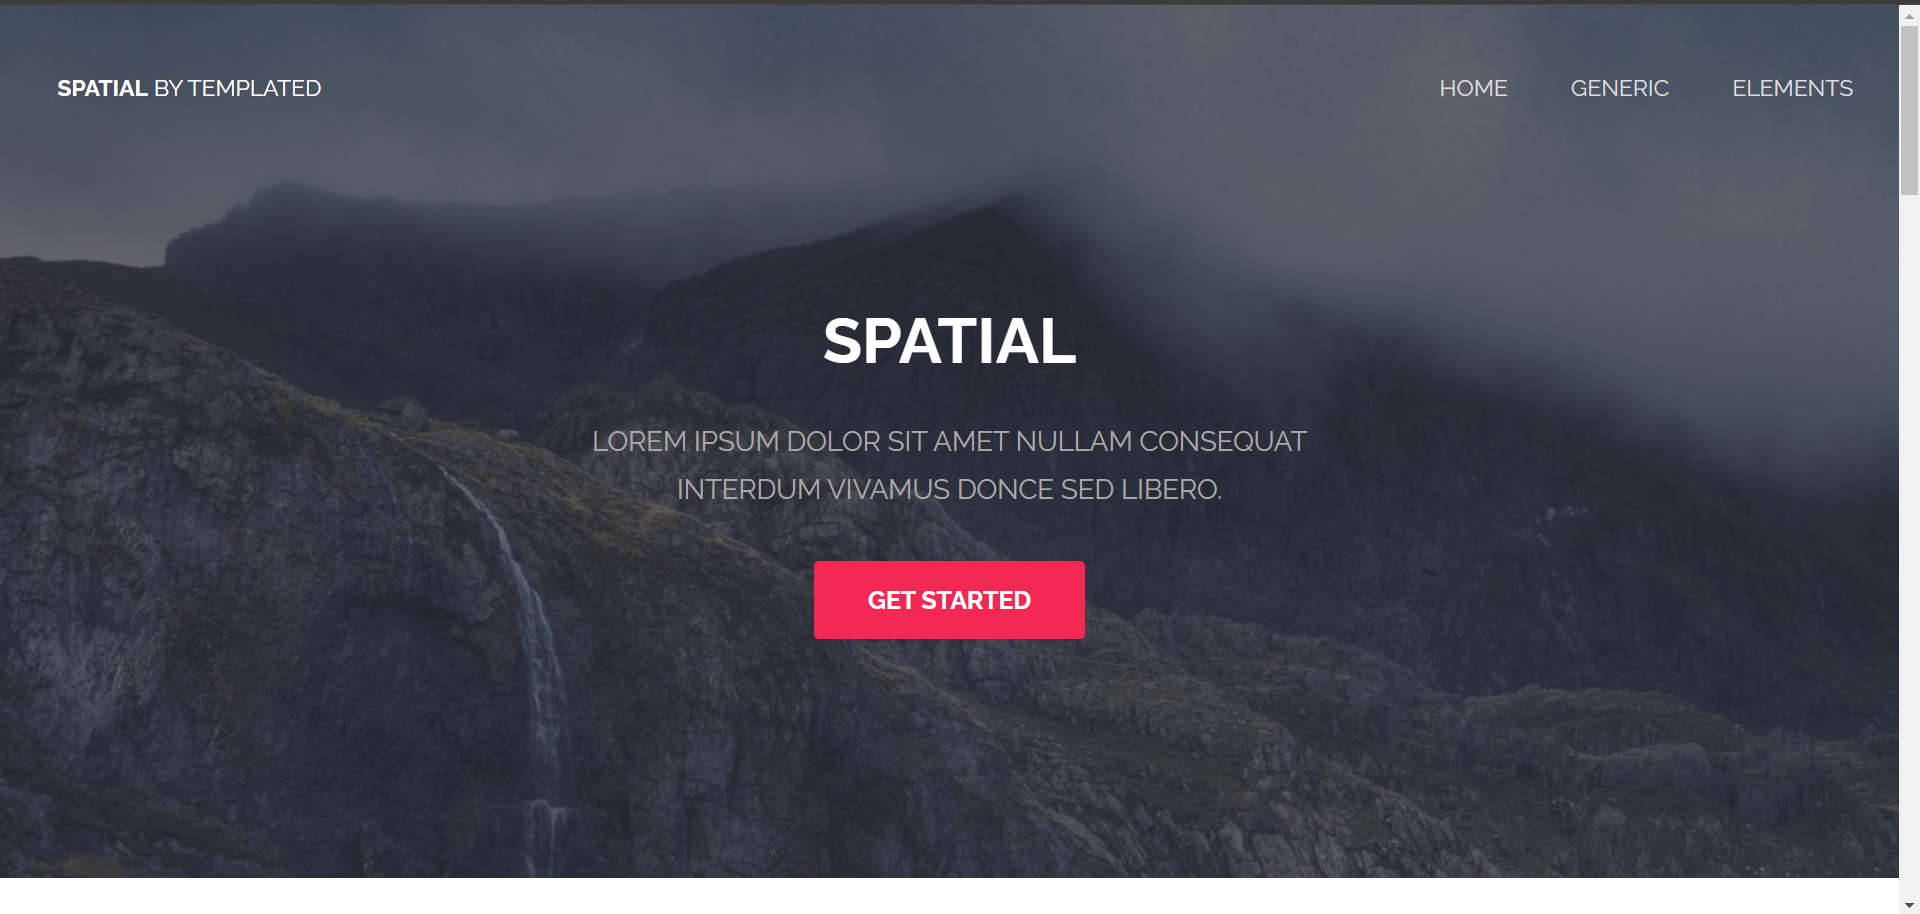 SPATIAL BY TEMPLATED
HOME GENERIC ELEMENTS
SPATIAL
LOREM IPSUM DOLOR SIT AMET NULLAM CONSEQUAT
INTERDUM VIVAMUS DONCE SED LIBERO.
GET STARTED